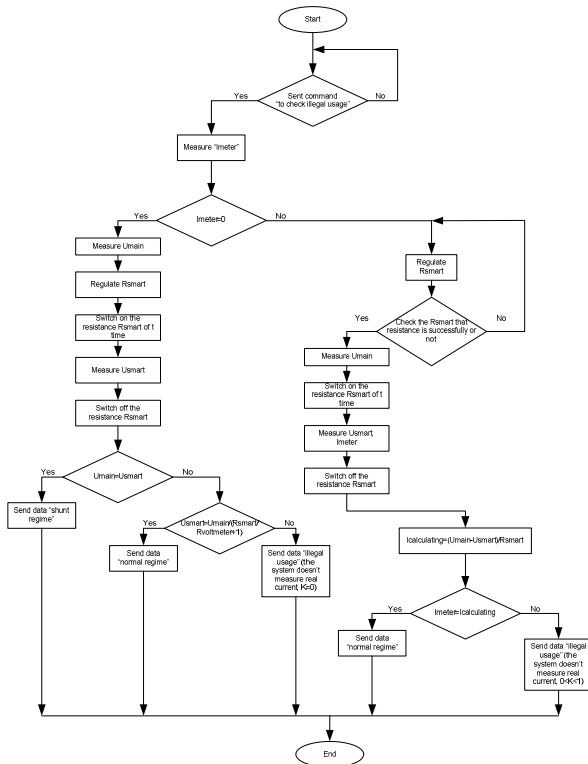 Start
Sent command
"to check illegal usage"
Yes
No
Measure "Imeter"
Imeter=0
Yes
No
Measure Umain
Regulate Rsmart
Switch on the
resistance Rsmart of t
time
Measure Usmart
Switch off the
resistance Rsmart
Umain=Usmart
Yes
No
Send data "shunt
regime"
Usmart=Umain/(Rsmart/
Rvoltmeter+1)
Yes
No
Send data
"normal regime"
Send data "illegal
usage" (the
system doesn't
measure real
current, K=0)
Regulate
Rsmart
Check the Rsmart that
resistance is successfully or
not
Yes
No
Measure Umain
Switch on the
resistance Rsmart of t
time
Measure Usmart,
Imeter
Switch off the
resistance Rsmart
Icalculating=(Umain-Usmart)/Rsmart
Imeter=Icalculating
Yes
No
Send data
"normal regime"
Send data "illegal
usage" (the
system doesn't
measure real
current, 0<K<1)
End